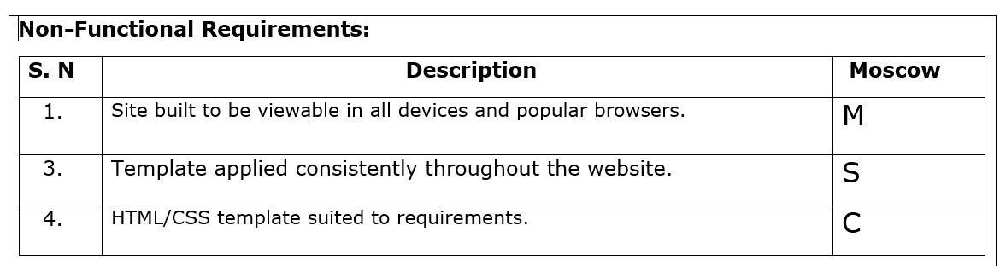 Non-Functional Requirements:
S. N Description Moscow
1. Site built to be viewable in all devices and popular browsers. M
3. Template applied consistently throughout the website. S
4. HTML/CSS template suited to requirements. C